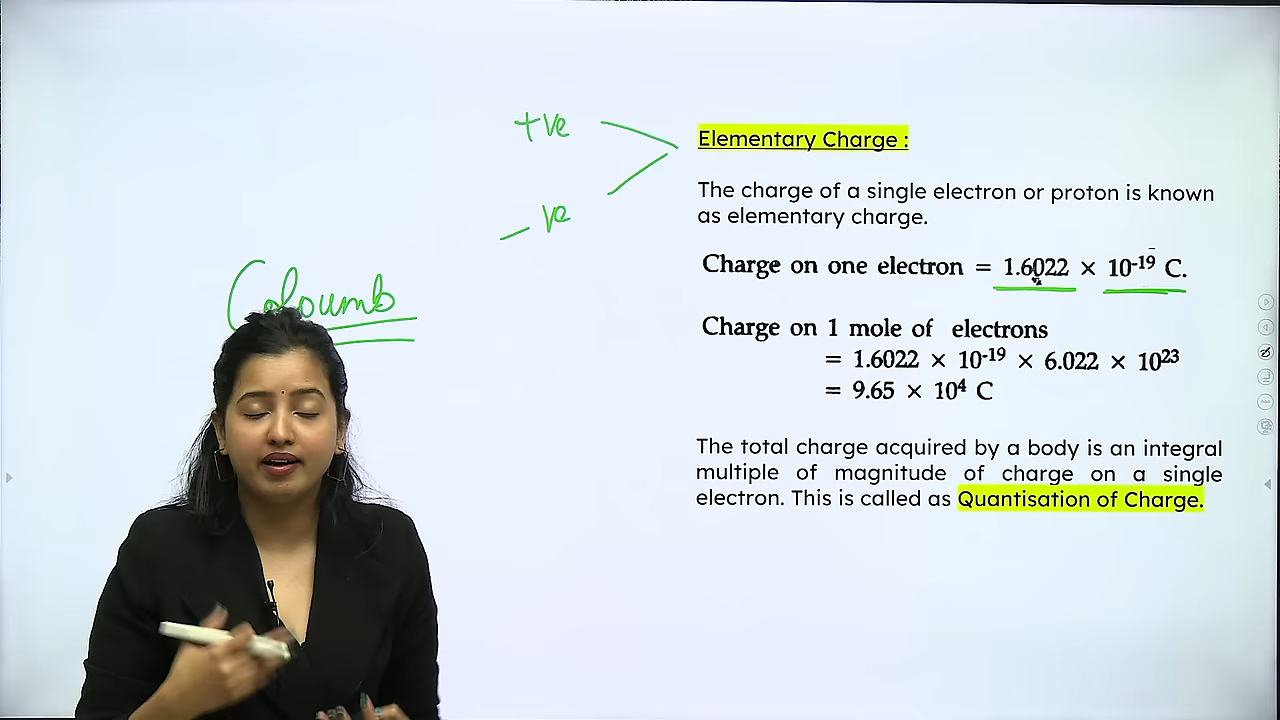 +ve
- ve
Coloumb
Elementary Charge :
The charge of a single electron or proton is known
as elementary charge.
Charge on one electron = 1.6022 × 10⁻¹⁹ C.
Charge on 1 mole of electrons
= 1.6022 × 10⁻¹⁹ × 6.022 × 10²³
= 9.65 × 10⁴ C
The total charge acquired by a body is an integral
multiple of magnitude of charge on a single
electron. This is called as Quantisation of Charge.